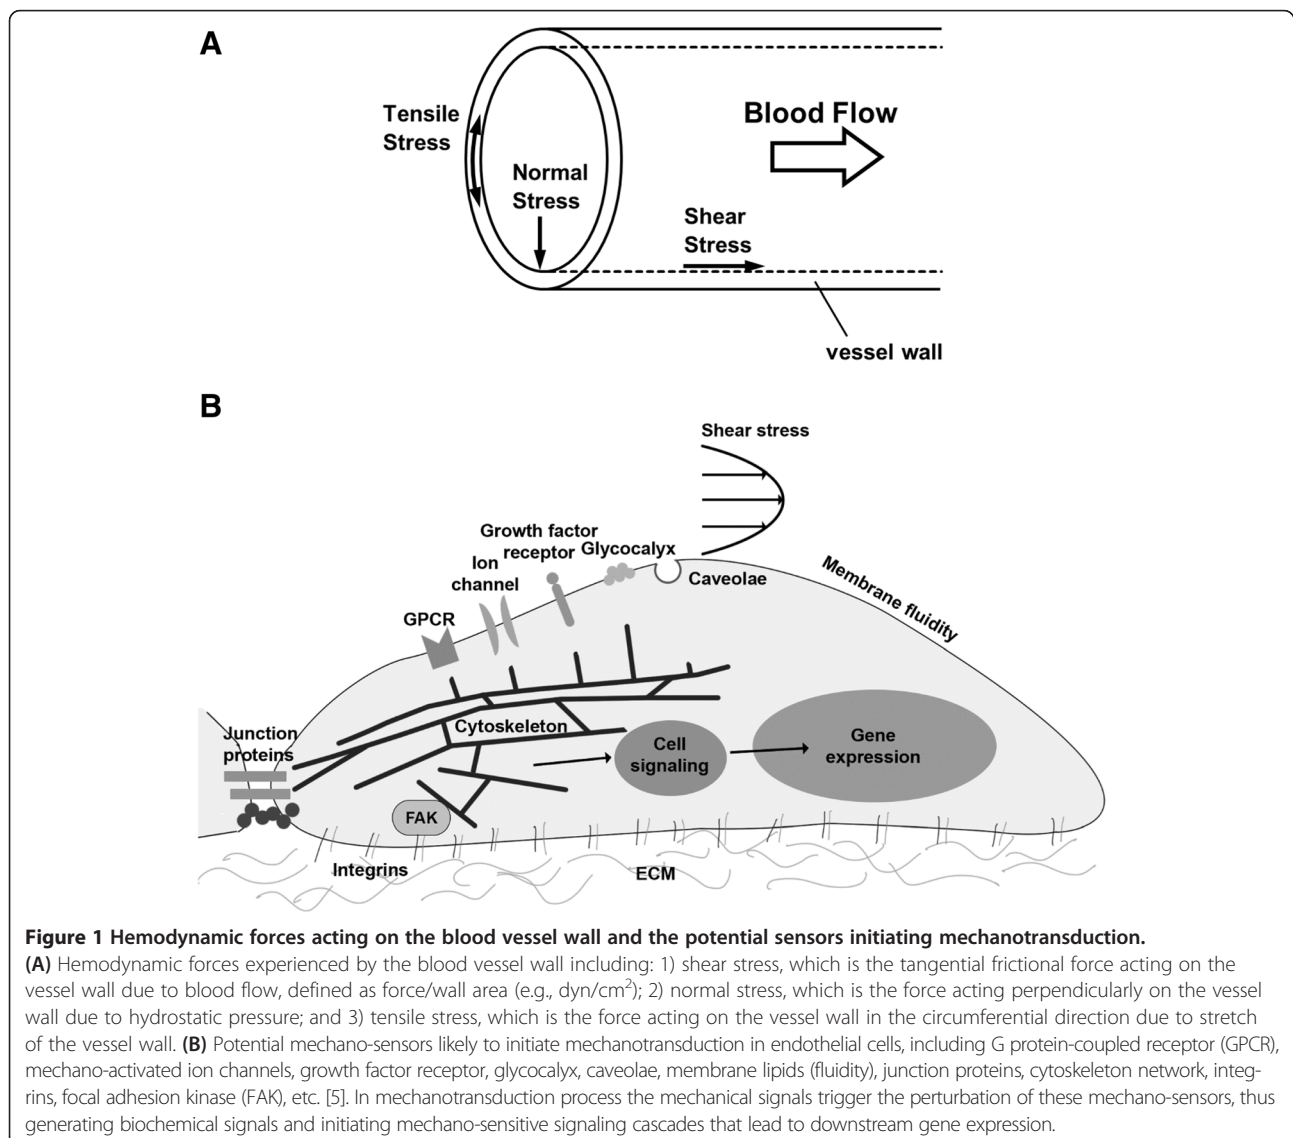 A
Tensile
Stress
Normal
Stress
Blood Flow
Shear
Stress
vessel wall
B
Shear stress
Growth factor
receptor
Glycocalyx
Ion
channel
Caveolae
Membrane fluidity
GPCR
Junction
proteins
Cytoskeleton
Cell
signaling
Gene
expression
FAK
Integrins
ECM
Figure 1 Hemodynamic forces acting on the blood vessel wall and the potential sensors initiating mechanotransduction.
(A) Hemodynamic forces experienced by the blood vessel wall including: 1) shear stress, which is the tangential frictional force acting on the
vessel wall due to blood flow, defined as force/wall area (e.g., dyn/cm²); 2) normal stress, which is the force acting perpendicularly on the vessel
wall due to hydrostatic pressure; and 3) tensile stress, which is the force acting on the vessel wall in the circumferential direction due to stretch
of the vessel wall. (B) Potential mechano-sensors likely to initiate mechanotransduction in endothelial cells, including G protein-coupled receptor (GPCR),
mechano-activated ion channels, growth factor receptor, glycocalyx, caveolae, membrane lipids (fluidity), junction proteins, cytoskeleton network, integ-
rins, focal adhesion kinase (FAK), etc. [5]. In mechanotransduction process the mechanical signals trigger the perturbation of these mechano-sensors, thus
generating biochemical signals and initiating mechano-sensitive signaling cascades that lead to downstream gene expression.